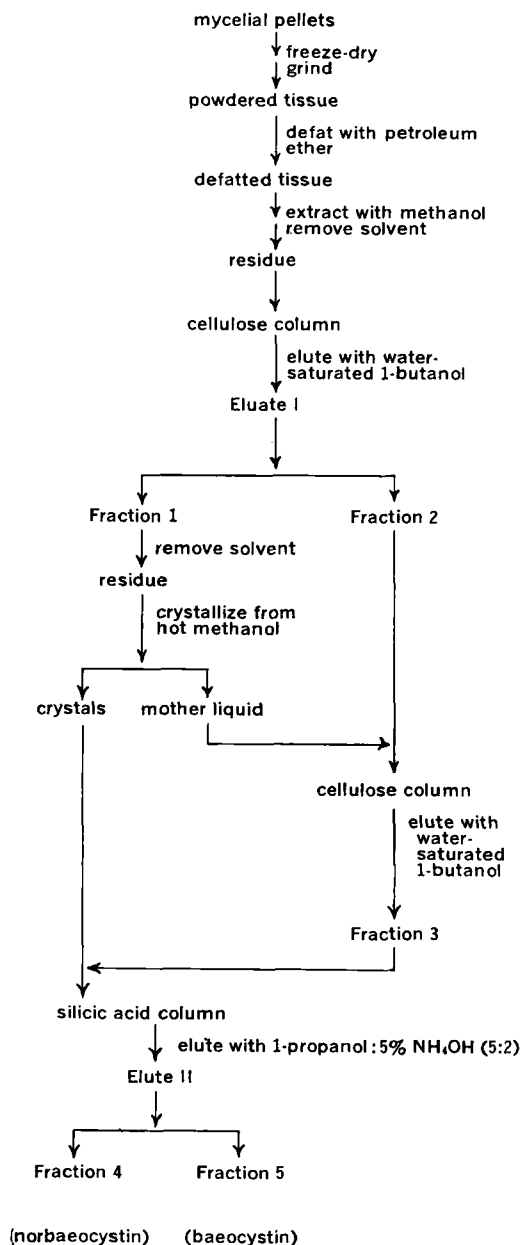 mycelial pellets
freeze-dry
grind
powdered tissue
defat with petroleum
ether
defatted tissue
extract with methanol
remove solvent
residue
cellulose column
elute with water-
saturated 1-butanol
Eluate I
Fraction 1
Fraction 2
remove solvent
residue
crystallize from
hot methanol
crystals
mother liquid
cellulose column
elute with
water-
saturated
1-butanol
Fraction 3
silicic acid column
elute with 1-propanol:5% NH₄OH (5:2)
Elute II
Fraction 4
Fraction 5
(norbaeocystin)
(baeocystin)